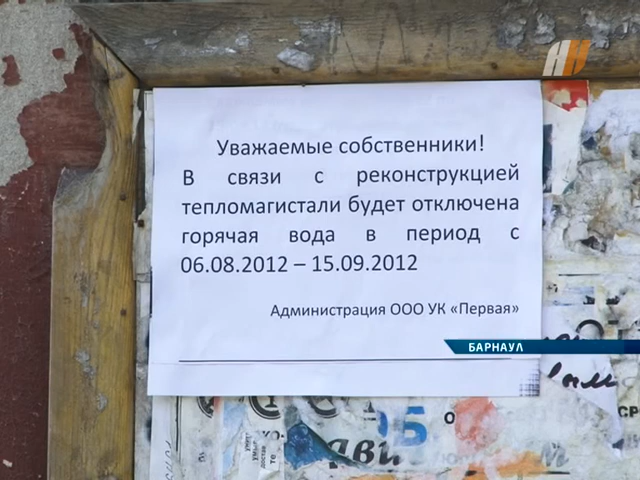 Уважаемые собственники!
В связи с реконструкцией
тепломагистали будет отключена
горячая вода в период с
06.08.2012 – 15.09.2012
Администрация ООО УК «Первая»
БАРНАУЛ